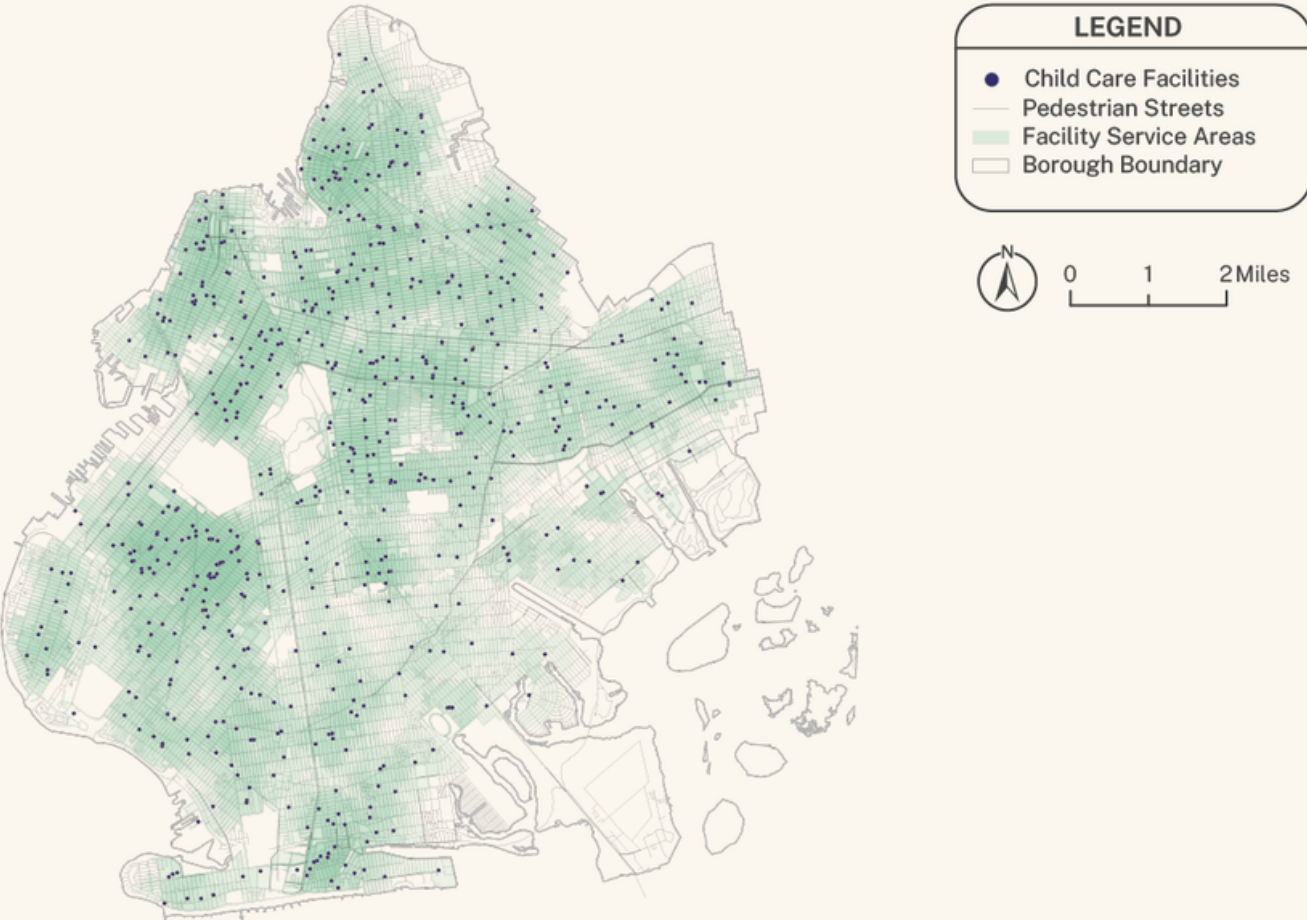 LEGEND
Child Care Facilities
Pedestrian Streets
Facility Service Areas
Borough Boundary
N
0 1 2 Miles